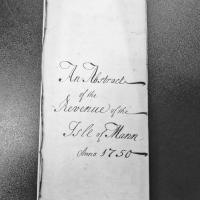 An Abstract
of the
Revenue of the
Isle of Mann
Anno 1750